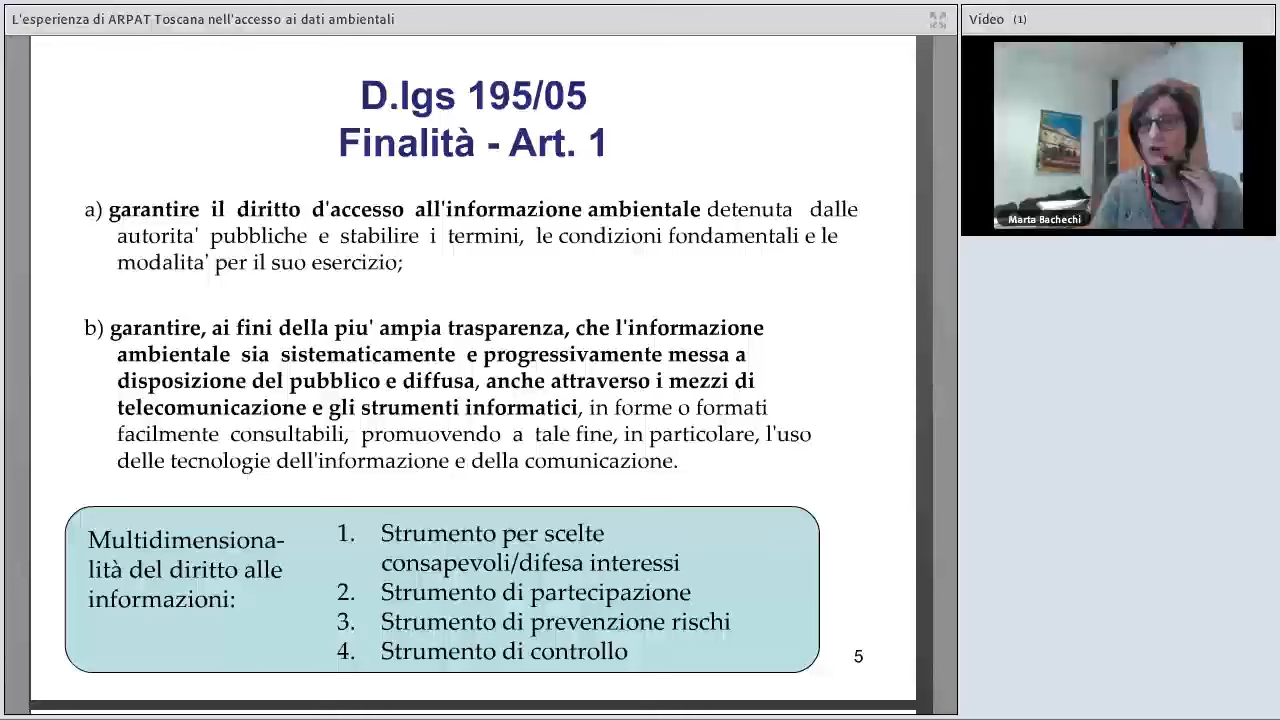 L'esperienza di ARPAT Toscana nell'accesso ai dati ambientali
Video (1)
D.lgs 195/05
Finalità - Art. 1
a) garantire il diritto d'accesso all'informazione ambientale detenuta dalle
autorita' pubbliche e stabilire i termini, le condizioni fondamentali e le
modalita' per il suo esercizio;
b) garantire, ai fini della piu' ampia trasparenza, che l'informazione
ambientale sia sistematicamente e progressivamente messa a
disposizione del pubblico e diffusa, anche attraverso i mezzi di
telecomunicazione e gli strumenti informatici, in forme o formati
facilmente consultabili, promuovendo a tale fine, in particolare, l'uso
delle tecnologie dell'informazione e della comunicazione.
Multidimensiona-
lità del diritto alle
informazioni:
1. Strumento per scelte
consapevoli/difesa interessi
2. Strumento di partecipazione
3. Strumento di prevenzione rischi
4. Strumento di controllo
5
Marta Bachechi